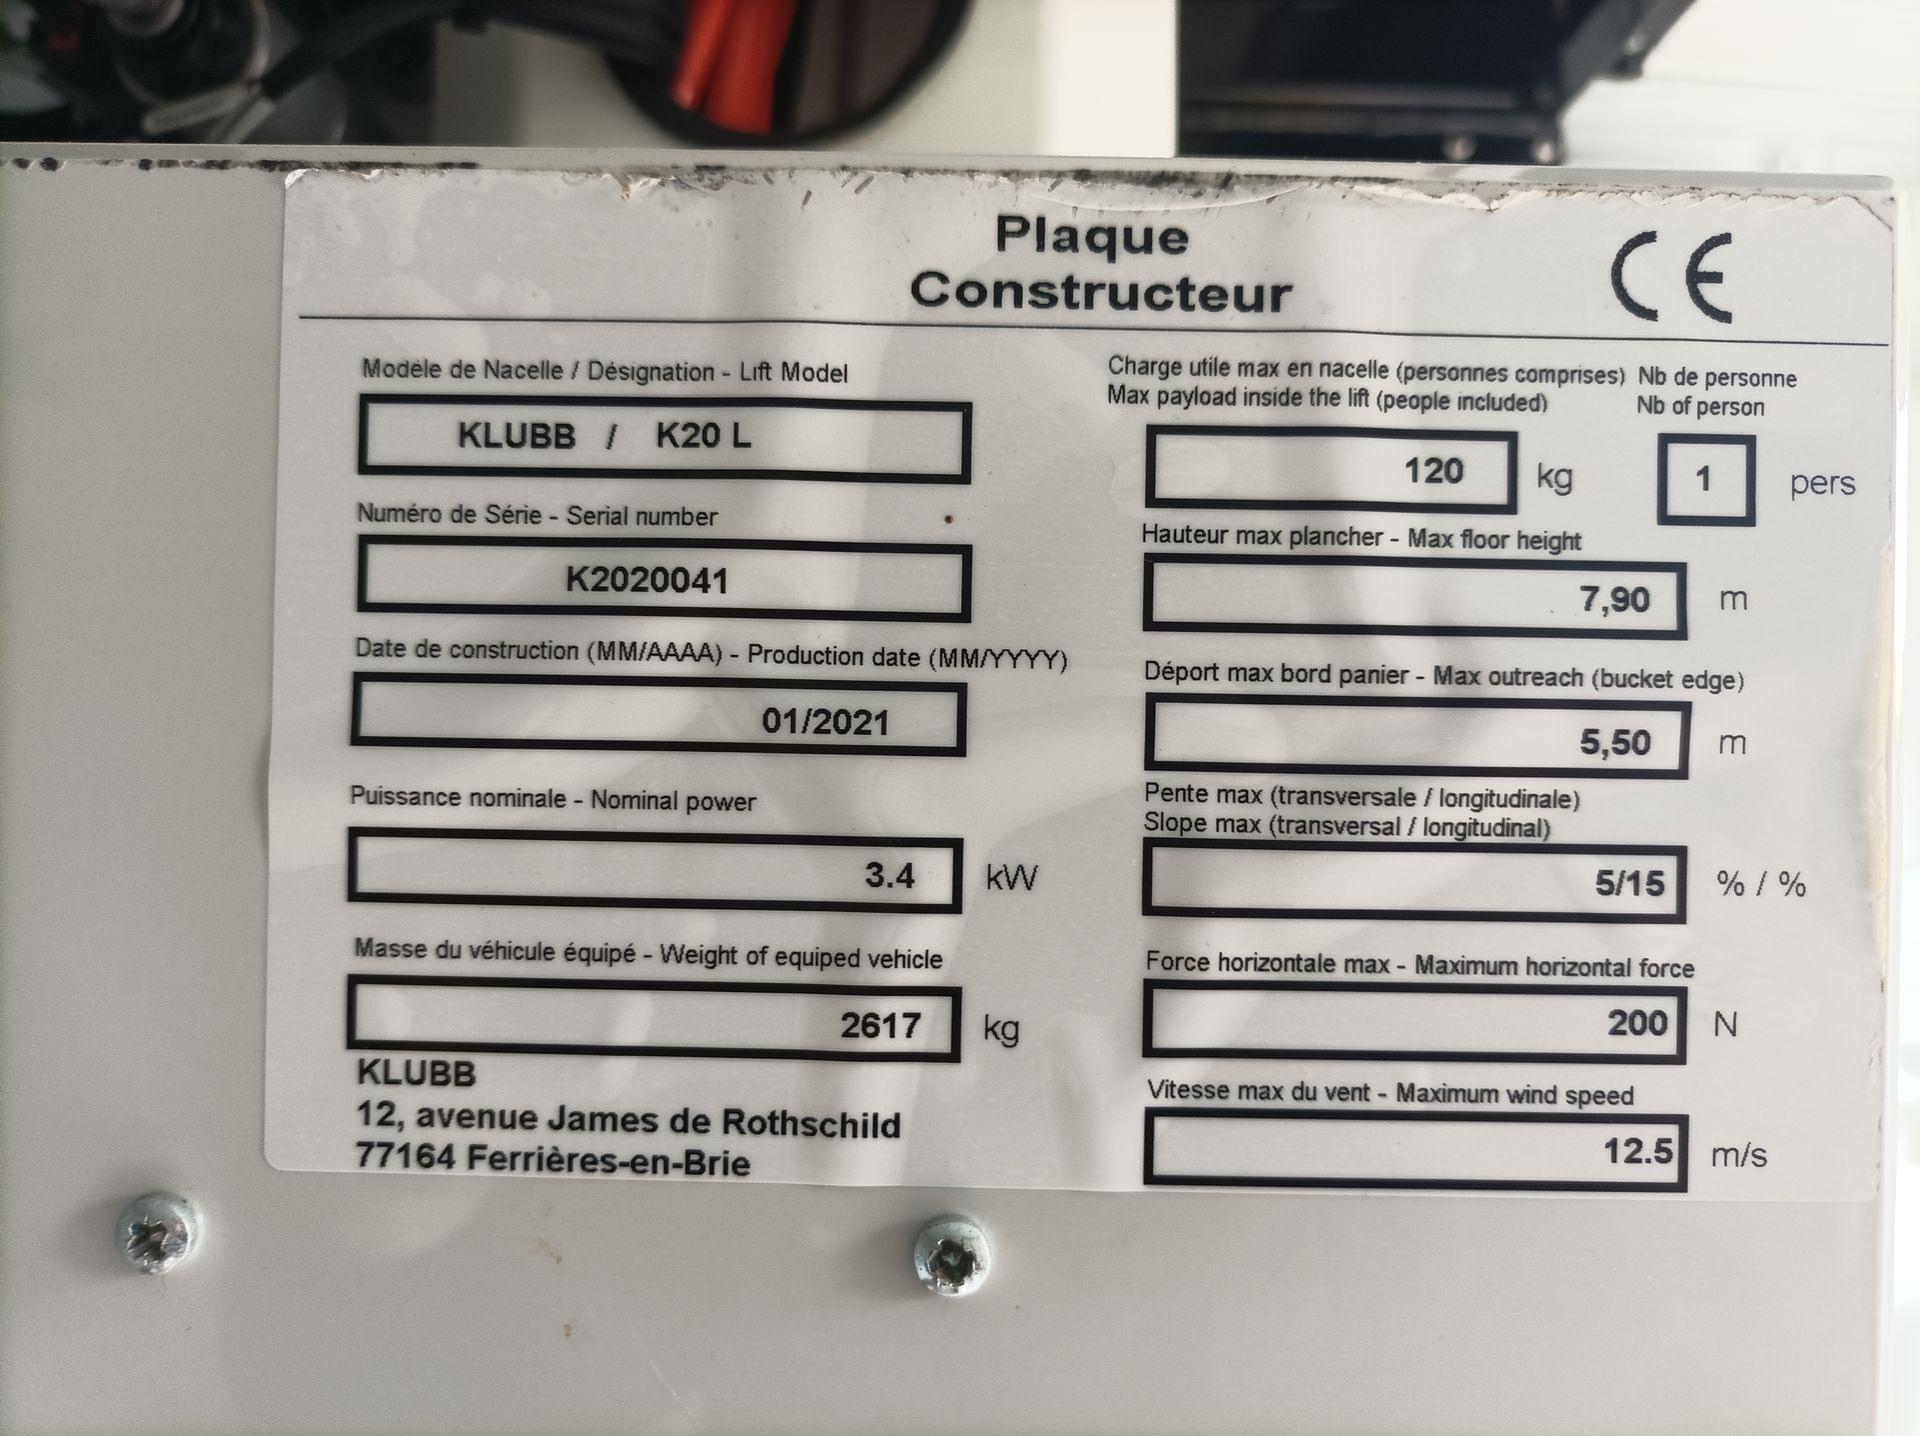 Plaque
Constructeur
CE
Modèle de Nacelle / Désignation - Lift Model
KLUBB / K20 L
Numéro de Série - Serial number
K2020041
Date de construction (MM/AAAA) - Production date (MM/YYYY)
01/2021
Puissance nominale - Nominal power
3.4 kW
Masse du véhicule équipé - Weight of equiped vehicle
2617 kg
KLUBB
12, avenue James de Rothschild
77164 Ferrières-en-Brie
Charge utile max en nacelle (personnes comprises) Nb de personne
Max payload inside the lift (people included) Nb of person
120 kg 1 pers
Hauteur max plancher - Max floor height
7,90 m
Déport max bord panier - Max outreach (bucket edge)
5,50 m
Pente max (transversale / longitudinale)
Slope max (transversal / longitudinal)
5/15 % / %
Force horizontale max - Maximum horizontal force
200 N
Vitesse max du vent - Maximum wind speed
12.5 m/s